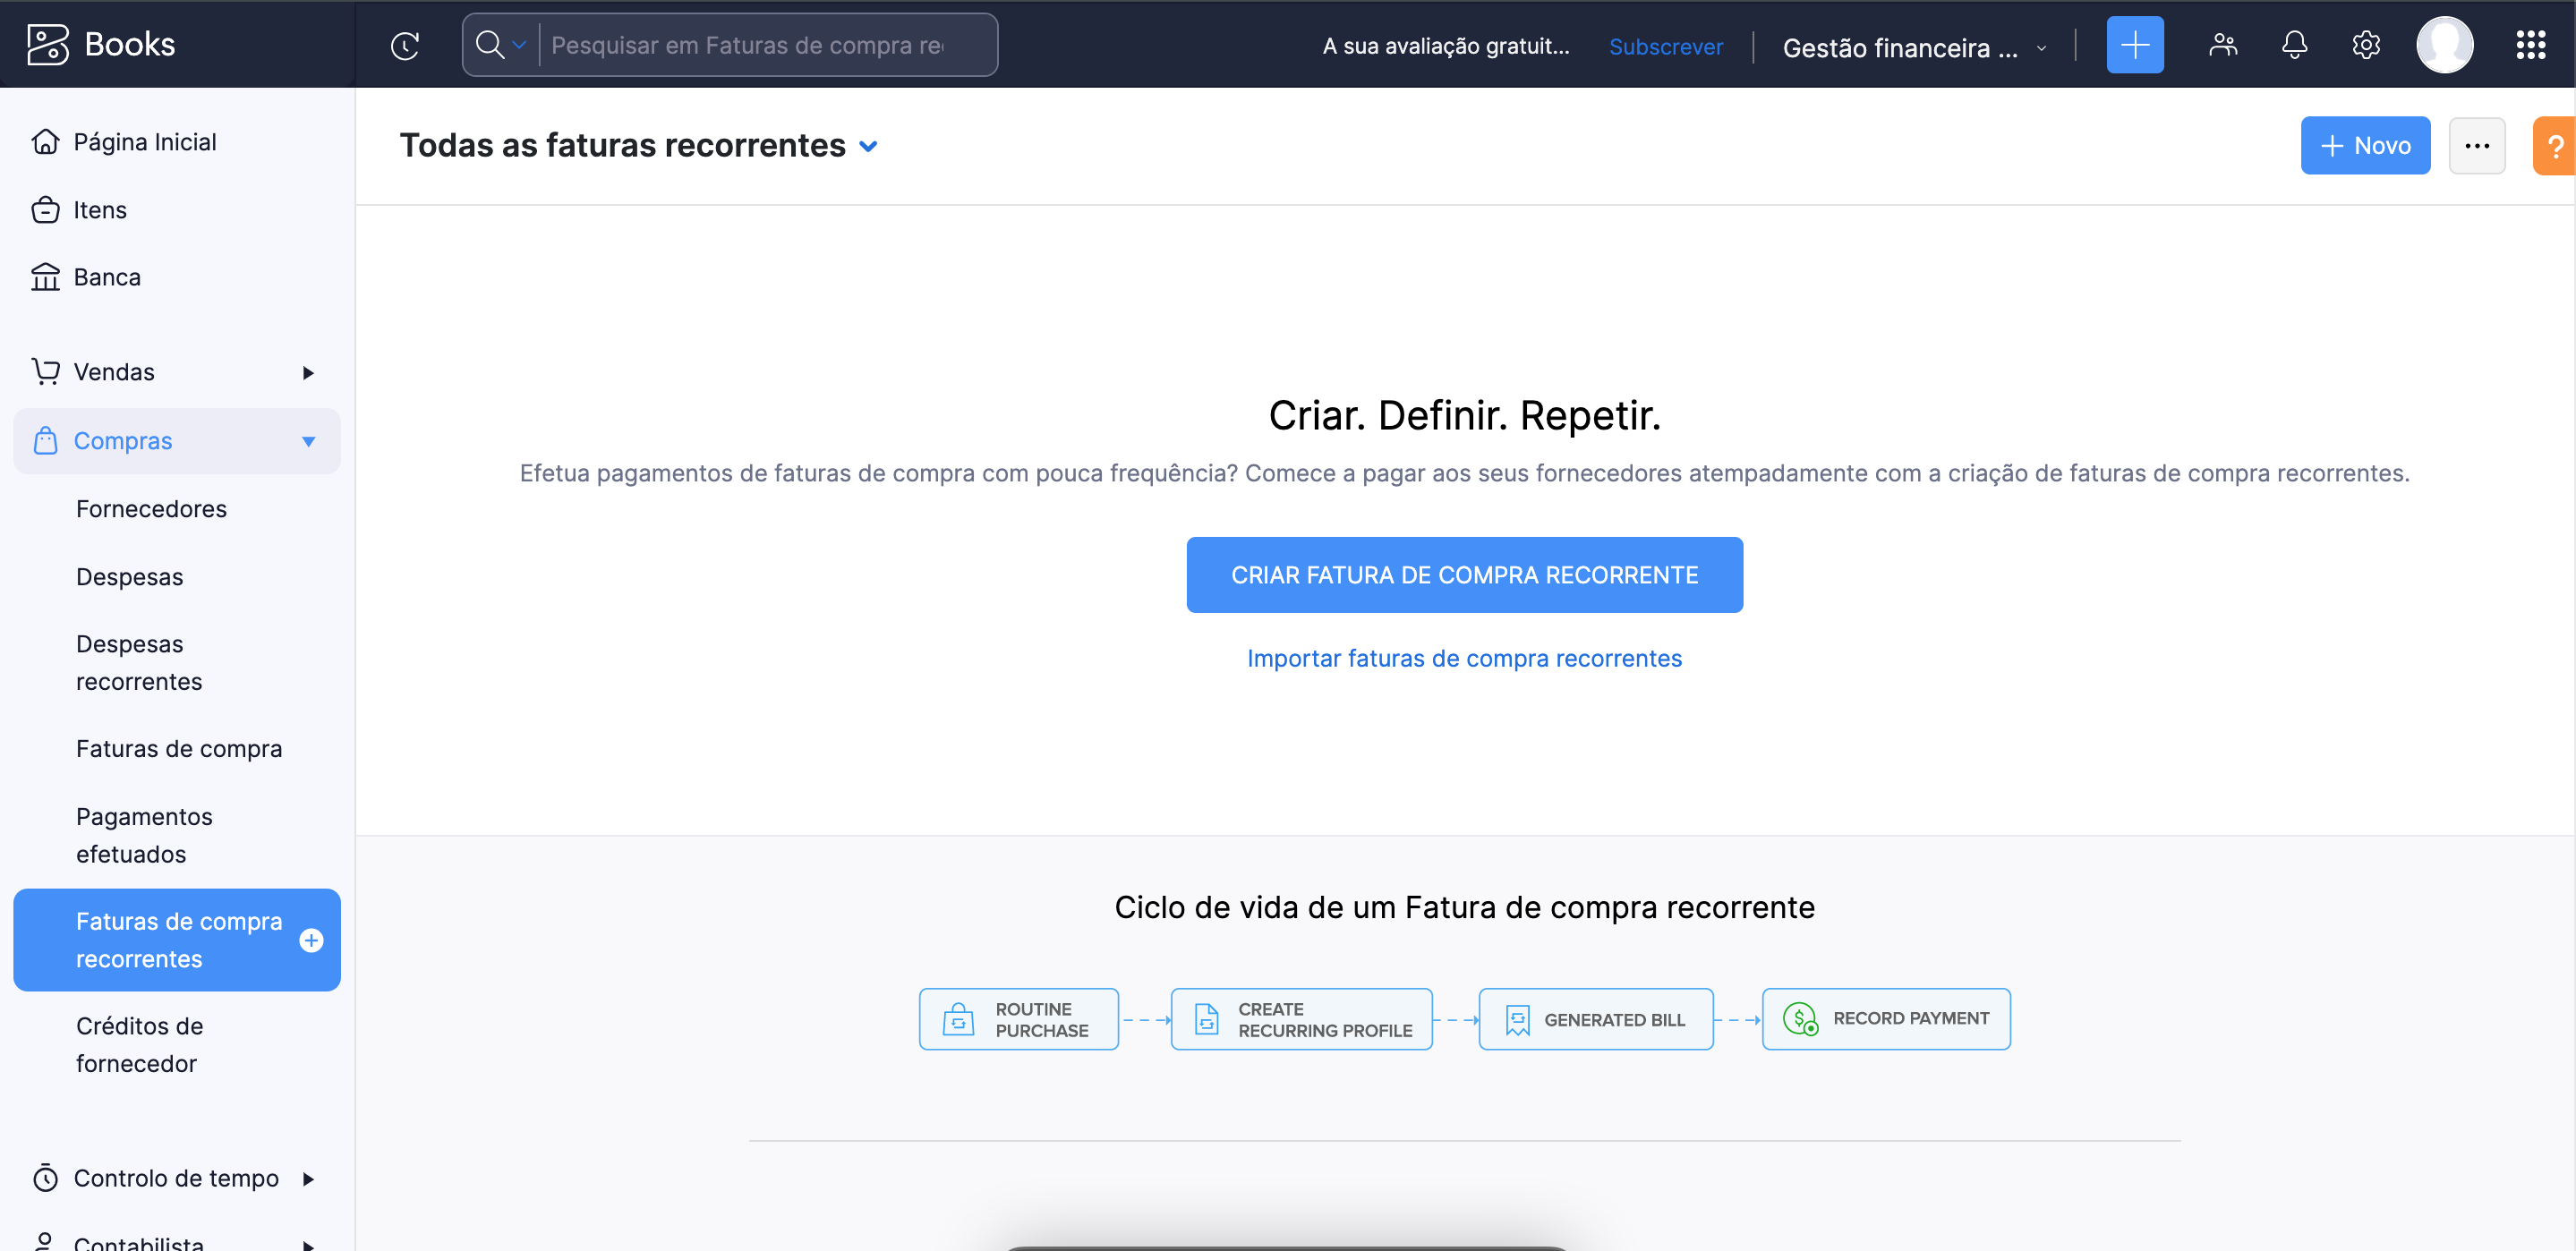 Books
Pesquisar em Faturas de compra re
A sua avaliação gratuit...
Subscrever
Gestão financeira ...
Página Inicial
Itens
Banca
Vendas
Compras
Fornecedores
Despesas
Despesas
recorrentes
Faturas de compra
Pagamentos
efetuados
Faturas de compra
recorrentes
Créditos de
fornecedor
Controlo de tempo
Contabilista
Todas as faturas recorrentes
Novo
?
Criar. Definir. Repetir.
Efetua pagamentos de faturas de compra com pouca frequência? Comece a pagar aos seus fornecedores atempadamente com a criação de faturas de compra recorrentes.
CRIAR FATURA DE COMPRA RECORRENTE
Importar faturas de compra recorrentes
Ciclo de vida de um Fatura de compra recorrente
ROUTINE
PURCHASE
CREATE
RECURRING PROFILE
GENERATED BILL
RECORD PAYMENT